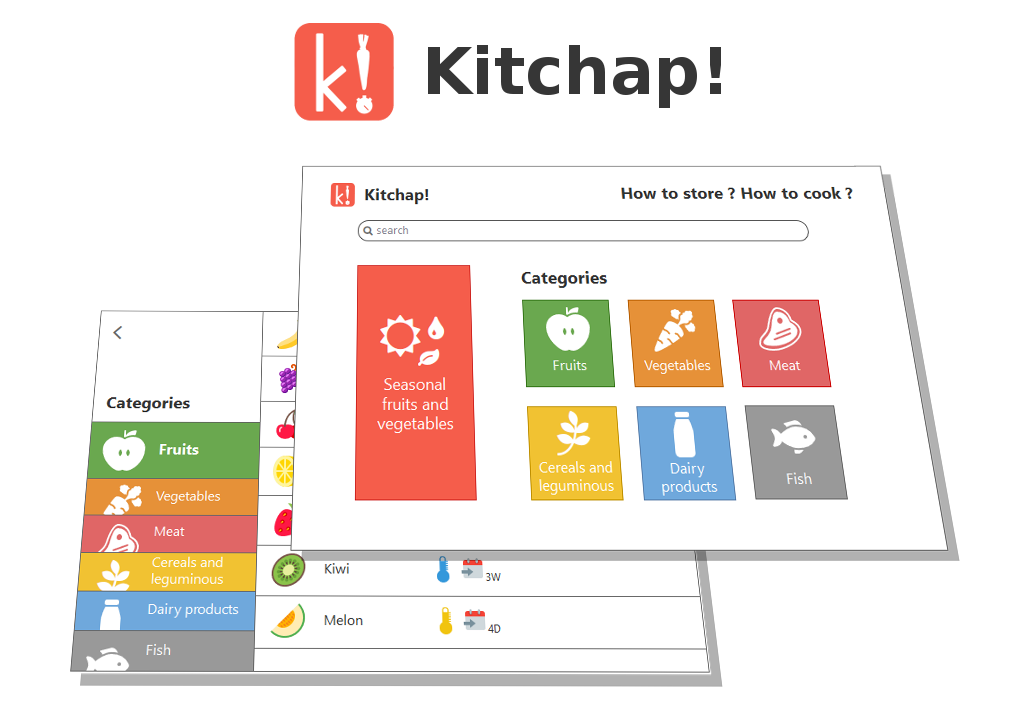 k!
Kitchap!
k!
Kitchap!
How to store ? How to cook ?
search
Seasonal
fruits and
vegetables
Categories
Fruits
Vegetables
Meat
Cereals and
leguminous
Dairy
products
Fish
Categories
Fruits
Vegetables
Meat
Cereals and
leguminous
Dairy products
Fish
Kiwi
3W
Melon
4D